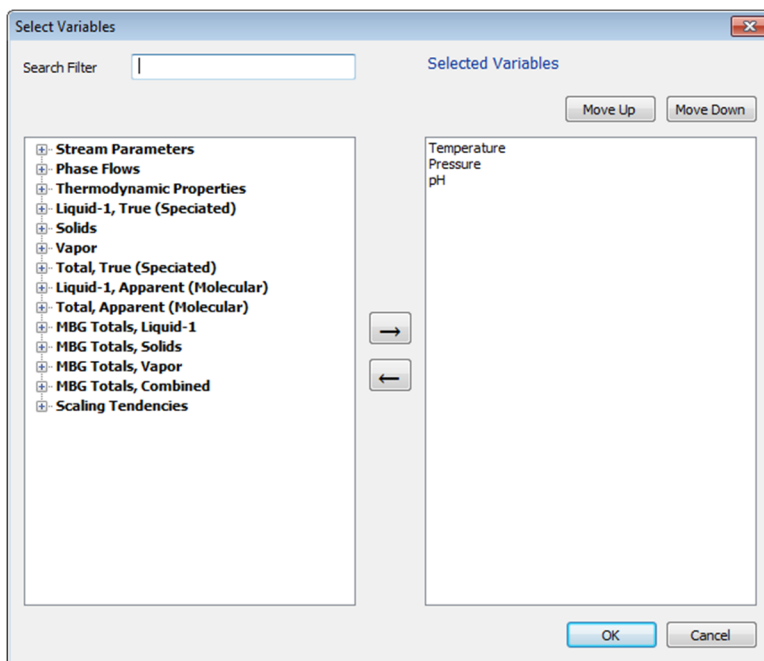 Select Variables
Search Filter
Selected Variables
Move Up
Move Down
Stream Parameters
Phase Flows
Thermodynamic Properties
Liquid-1, True (Speciated)
Solids
Vapor
Total, True (Speciated)
Liquid-1, Apparent (Molecular)
Total, Apparent (Molecular)
MBG Totals, Liquid-1
MBG Totals, Solids
MBG Totals, Vapor
MBG Totals, Combined
Scaling Tendencies
Temperature
Pressure
pH
OK
Cancel